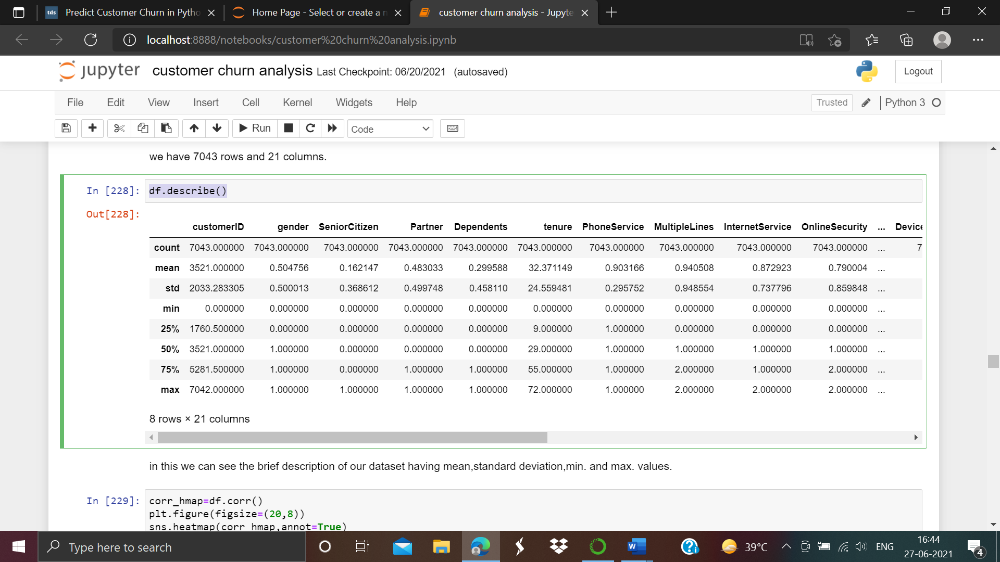 tds Predict Customer Churn in Pytho
Home Page - Select or create a n
customer churn analysis - Jupyte
localhost:8888/notebooks/customer%20churn%20analysis.ipynb
jupyter customer churn analysis Last Checkpoint: 06/20/2021 (autosaved) Logout
File Edit View Insert Cell Kernel Widgets Help Trusted Python 3
Run Code
we have 7043 rows and 21 columns.
In [228]: df.describe()
Out[228]:
customerID gender SeniorCitizen Partner Dependents tenure PhoneService MultipleLines InternetService OnlineSecurity ... Device
count 7043.000000 7043.000000 7043.000000 7043.000000 7043.000000 7043.000000 7043.000000 7043.000000 7043.000000 7043.000000 ... 7
mean 3521.000000 0.504756 0.162147 0.483033 0.299588 32.371149 0.903166 0.940508 0.872923 0.790004 ...
std 2033.283305 0.500013 0.368612 0.499748 0.458110 24.559481 0.295752 0.948554 0.737796 0.859848 ...
min 0.000000 0.000000 0.000000 0.000000 0.000000 0.000000 0.000000 0.000000 0.000000 0.000000 ...
25% 1760.500000 0.000000 0.000000 0.000000 0.000000 9.000000 1.000000 0.000000 0.000000 0.000000 ...
50% 3521.000000 1.000000 0.000000 0.000000 0.000000 29.000000 1.000000 1.000000 1.000000 1.000000 ...
75% 5281.500000 1.000000 0.000000 1.000000 1.000000 55.000000 1.000000 2.000000 1.000000 2.000000 ...
max 7042.000000 1.000000 1.000000 1.000000 1.000000 72.000000 1.000000 2.000000 2.000000 2.000000 ...
8 rows × 21 columns
in this we can see the brief description of our dataset having mean,standard deviation,min. and max. values.
In [229]: corr_hmap=df.corr()
plt.figure(figsize=(20,8))
sns.heatmap(corr_hmap,annot=True)
Type here to search
W
39°C
ENG
16:44
27-06-2021
4